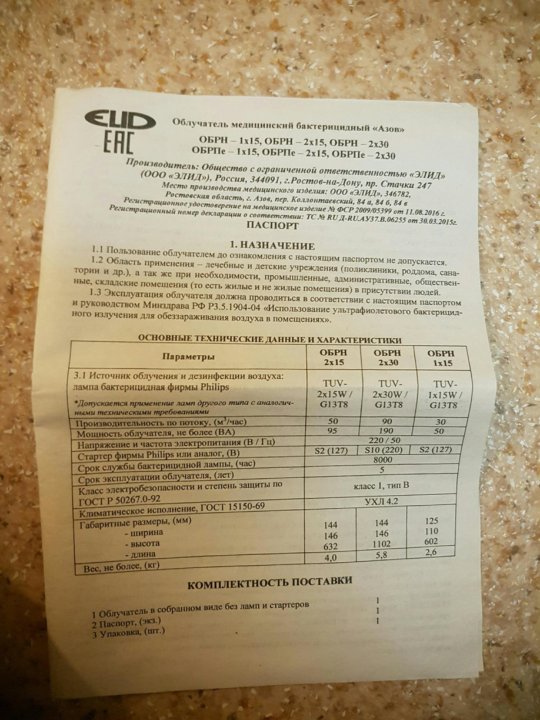 ELID
EAC
Облучатель медицинский бактерицидный «Азов»
ОБРН – 1х15, ОБРН – 2х15, ОБРН – 2х30
ОБРПе – 1х15, ОБРПе – 2х15, ОБРПе – 2х30
Производитель: Общество с ограниченной ответственностью «ЭЛИД»
(ООО «ЭЛИД»), Россия, 344091, г.Ростов-на-Дону, пр. Стачки 247
Место производства медицинского изделия: ООО «ЭЛИД», 346782,
Ростовская область, г. Азов, пер. Коллонтаевский, 84 а, 84 б, 84 в
Регистрационное удостоверение на медицинское изделие № ФСР 2009/05399 от 11.08.2016 г.
Регистрационный номер декларации о соответствии: ТС № RU Д-RU.АУ37.В.06255 от 30.03.2015г.
ПАСПОРТ
1. НАЗНАЧЕНИЕ
1.1 Пользование облучателем до ознакомления с настоящим паспортом не допускается.
1.2 Область применения – лечебные и детские учреждения (поликлиники, роддома, сана-
тории и др.), а так же при необходимости, промышленные, административные, обществен-
ные, складские помещения (то есть жилые и не жилые помещения) в присутствии людей.
1.3 Эксплуатация облучателя должна проводиться в соответствии с настоящим паспортом
и руководством Минздрава РФ Р3.5.1904-04 «Использование ультрафиолетового бактерицид-
ного излучения для обеззараживания воздуха в помещениях».
ОСНОВНЫЕ ТЕХНИЧЕСКИЕ ДАННЫЕ И ХАРАКТЕРИСТИКИ
Параметры ОБРН 2х15 ОБРН 2х30 ОБРН 1х15
3.1 Источник облучения и дезинфекции воздуха:
лампа бактерицидная фирмы Philips
*Допускается применение ламп другого типа с аналогич-
ными техническими требованиями
TUV-2x15W / G13T8 TUV-2x30W / G13T8 TUV-1x15W / G13T8
Производительность по потоку, (м³/час) 50 90 30
Мощность облучателя, не более (ВА) 95 190 50
Напряжение и частота электропитания (В / Гц) 220 / 50
Стартер фирмы Philips или аналог, (В) S2 (127) S10 (220) S2 (127)
Срок службы бактерицидной лампы, (час) 8000
Срок эксплуатации облучателя, (лет) 5
Класс электробезопасности и степень защиты по
ГОСТ Р 50267.0-92 класс 1, тип В
Климатическое исполнение, ГОСТ 15150-69 УХЛ 4.2
Габаритные размеры, (мм)
- ширина 144 144 125
- высота 146 146 110
- длина 632 1102 602
Вес, не более, (кг) 4,0 5,8 2,6
КОМПЛЕКТНОСТЬ ПОСТАВКИ
1 Облучатель в собранном виде без ламп и стартеров 1
2 Паспорт, (экз.) 1
3 Упаковка, (шт.) 1